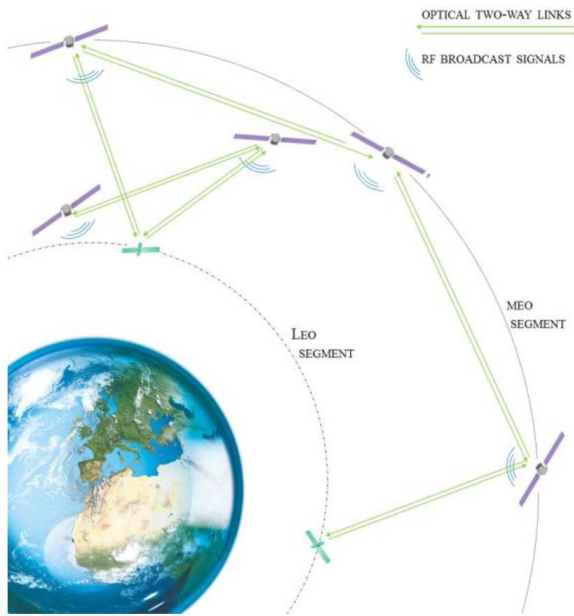 OPTICAL TWO-WAY LINKS
RF BROADCAST SIGNALS
MEO
SEGMENT
LEO
SEGMENT